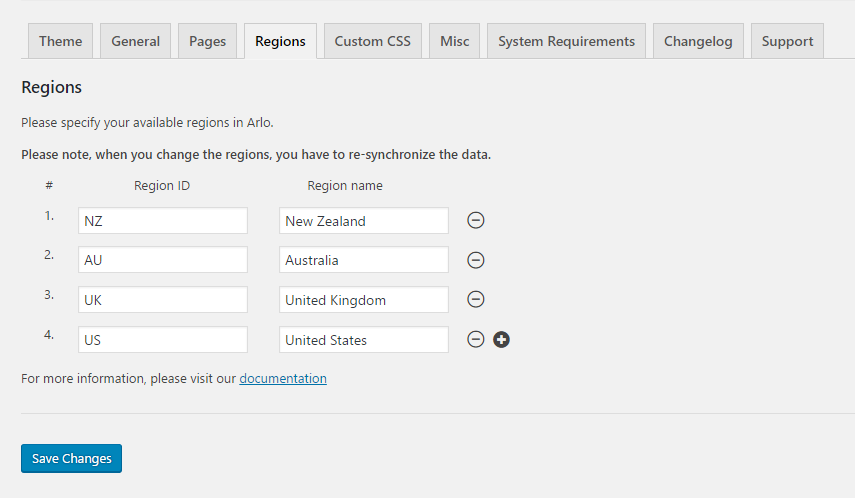 Theme General Pages Regions Custom CSS Misc System Requirements Changelog Support
Regions
Please specify your available regions in Arlo.
Please note, when you change the regions, you have to re-synchronize the data.
# Region ID Region name
1. NZ New Zealand
2. AU Australia
3. UK United Kingdom
4. US United States
For more information, please visit our documentation
Save Changes